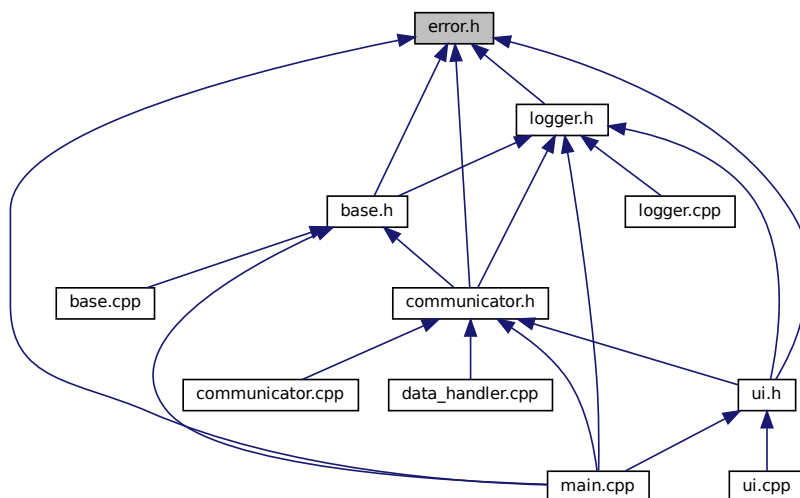 error.h
logger.h
base.h
logger.cpp
base.cpp
communicator.h
communicator.cpp
data_handler.cpp
ui.h
main.cpp
ui.cpp